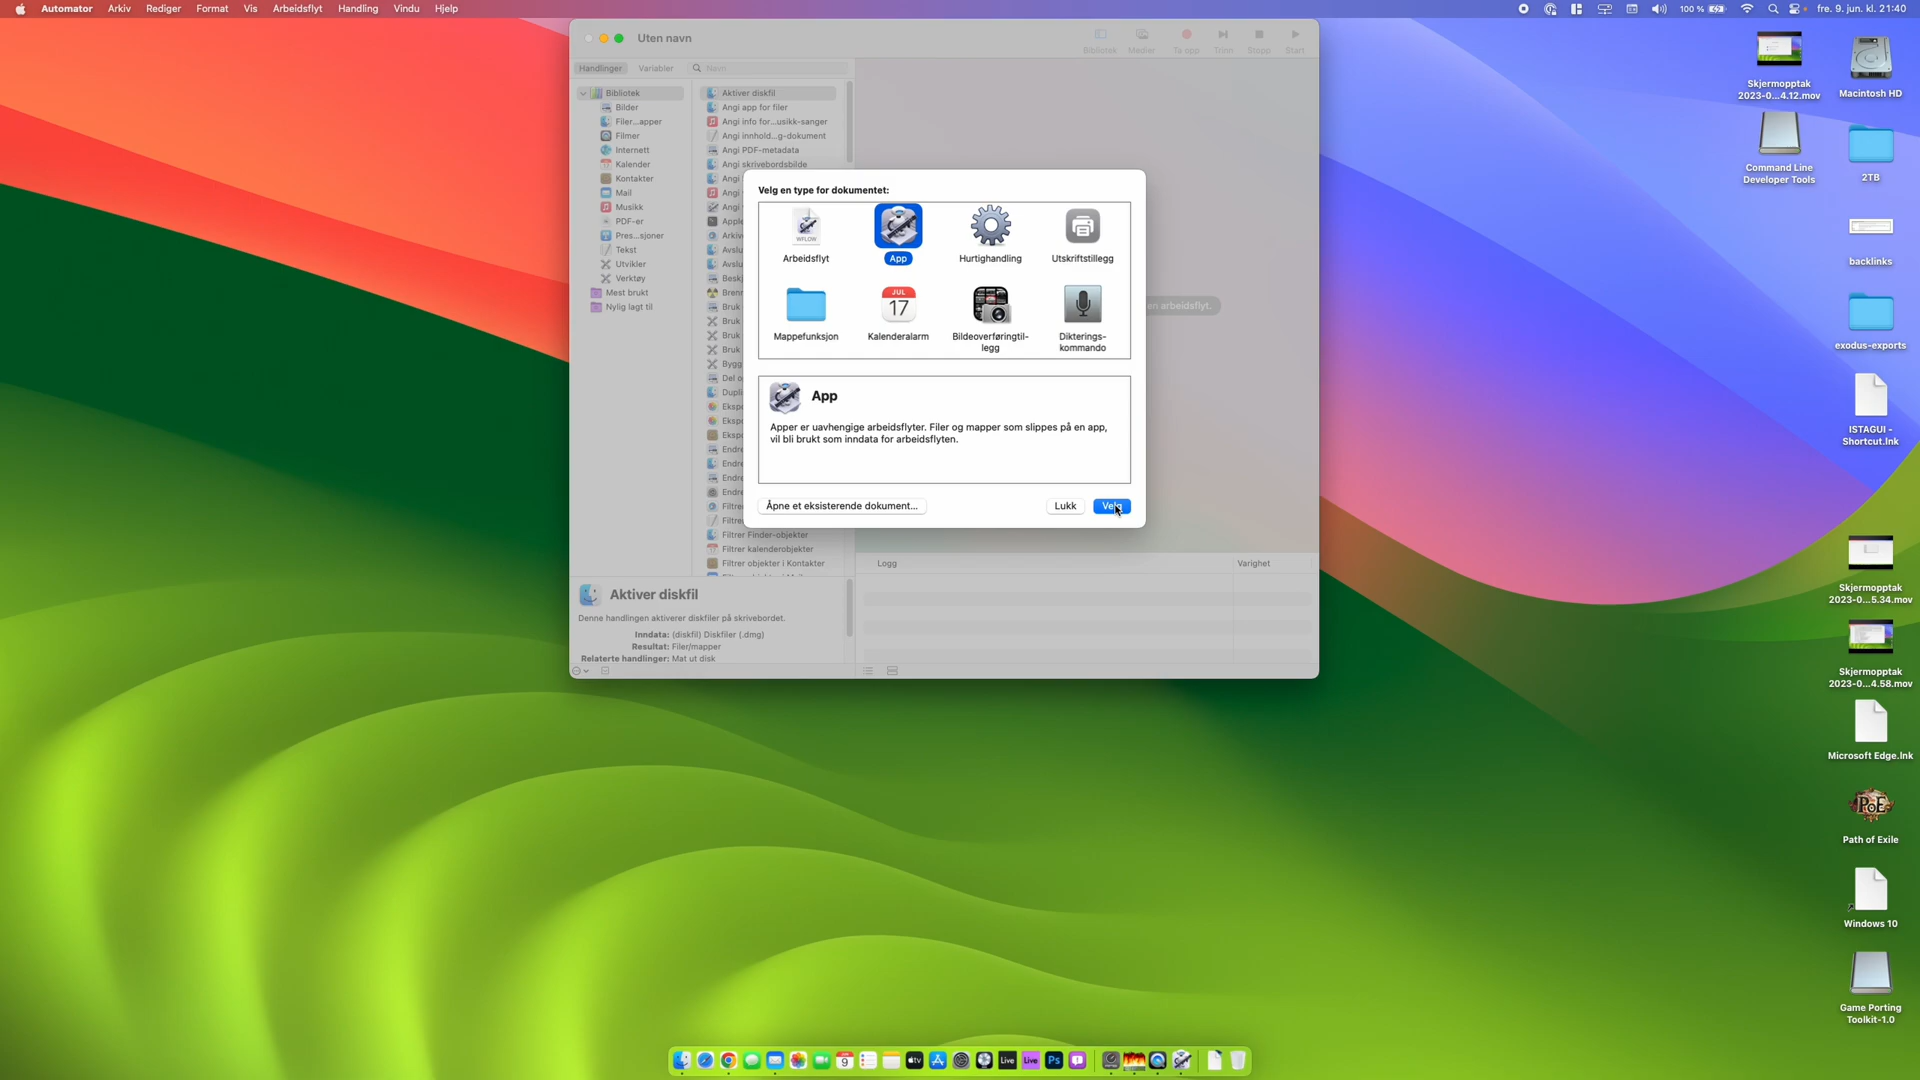 Automator Arkiv Rediger Format Vis Arbeidsflyt Handling Vindu Hjelp
100 % fre. 9. jun. kl. 21:40
Uten navn
Bibliotek Medier Ta opp Trinn Stopp Start
Handlinger Variabler Navn
Bibliotek
Bilder
Filer...apper
Filmer
Internett
Kalender
Kontakter
Mail
Musikk
PDF-er
Pres...sjoner
Tekst
Utvikler
Verktøy
Mest brukt
Nylig lagt til
Aktiver diskfil
Angi app for filer
Angi info for...usikk-sanger
Angi innhold...g-dokument
Angi PDF-metadata
Angi skrivebordsbilde
Angi
Angi
Angi
Apple
Arkiv
Avslu
Avslu
Besk
Brenn
Bruk
Bruk
Bruk
Bygg
Del o
Dupli
Ekspo
Ekspo
Ekspo
Endre
Endre
Endre
Endre
Filtre
Filtre
Filtrer Finder-objekter
Filtrer kalenderobjekter
Filtrer objekter i Kontakter
en arbeidsflyt.
Velg en type for dokumentet:
WFLOW
Arbeidsflyt
App
Hurtighandling
Utskriftstillegg
Mappefunksjon
JUL
17
Kalenderalarm
Bildeoverføringtil-
legg
Dikterings-
kommando
App
Apper er uavhengige arbeidsflyter. Filer og mapper som slippes på en app,
vil bli brukt som inndata for arbeidsflyten.
Åpne et eksisterende dokument... Lukk Velg
Logg Varighet
Aktiver diskfil
Denne handlingen aktiverer diskfiler på skrivebordet.
Inndata: (diskfil) Diskfiler (.dmg)
Resultat: Filer/mapper
Relaterte handlinger: Mat ut disk
Skjermopptak
2023-0...4.12.mov
Macintosh HD
Command Line
Developer Tools
2TB
backlinks
exodus-exports
ISTAGUI -
Shortcut.lnk
Skjermopptak
2023-0...5.34.mov
Skjermopptak
2023-0...4.58.mov
Microsoft Edge.lnk
PoE
Path of Exile
Windows 10
Game Porting
Toolkit-1.0
9
tv
Live
Live
Ps